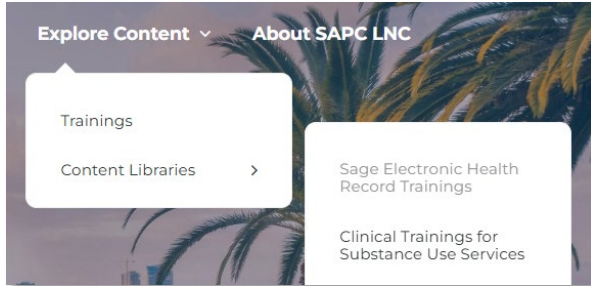 Explore Content About SAPC LNC
Trainings
Content Libraries
Sage Electronic Health
Record Trainings
Clinical Trainings for
Substance Use Services